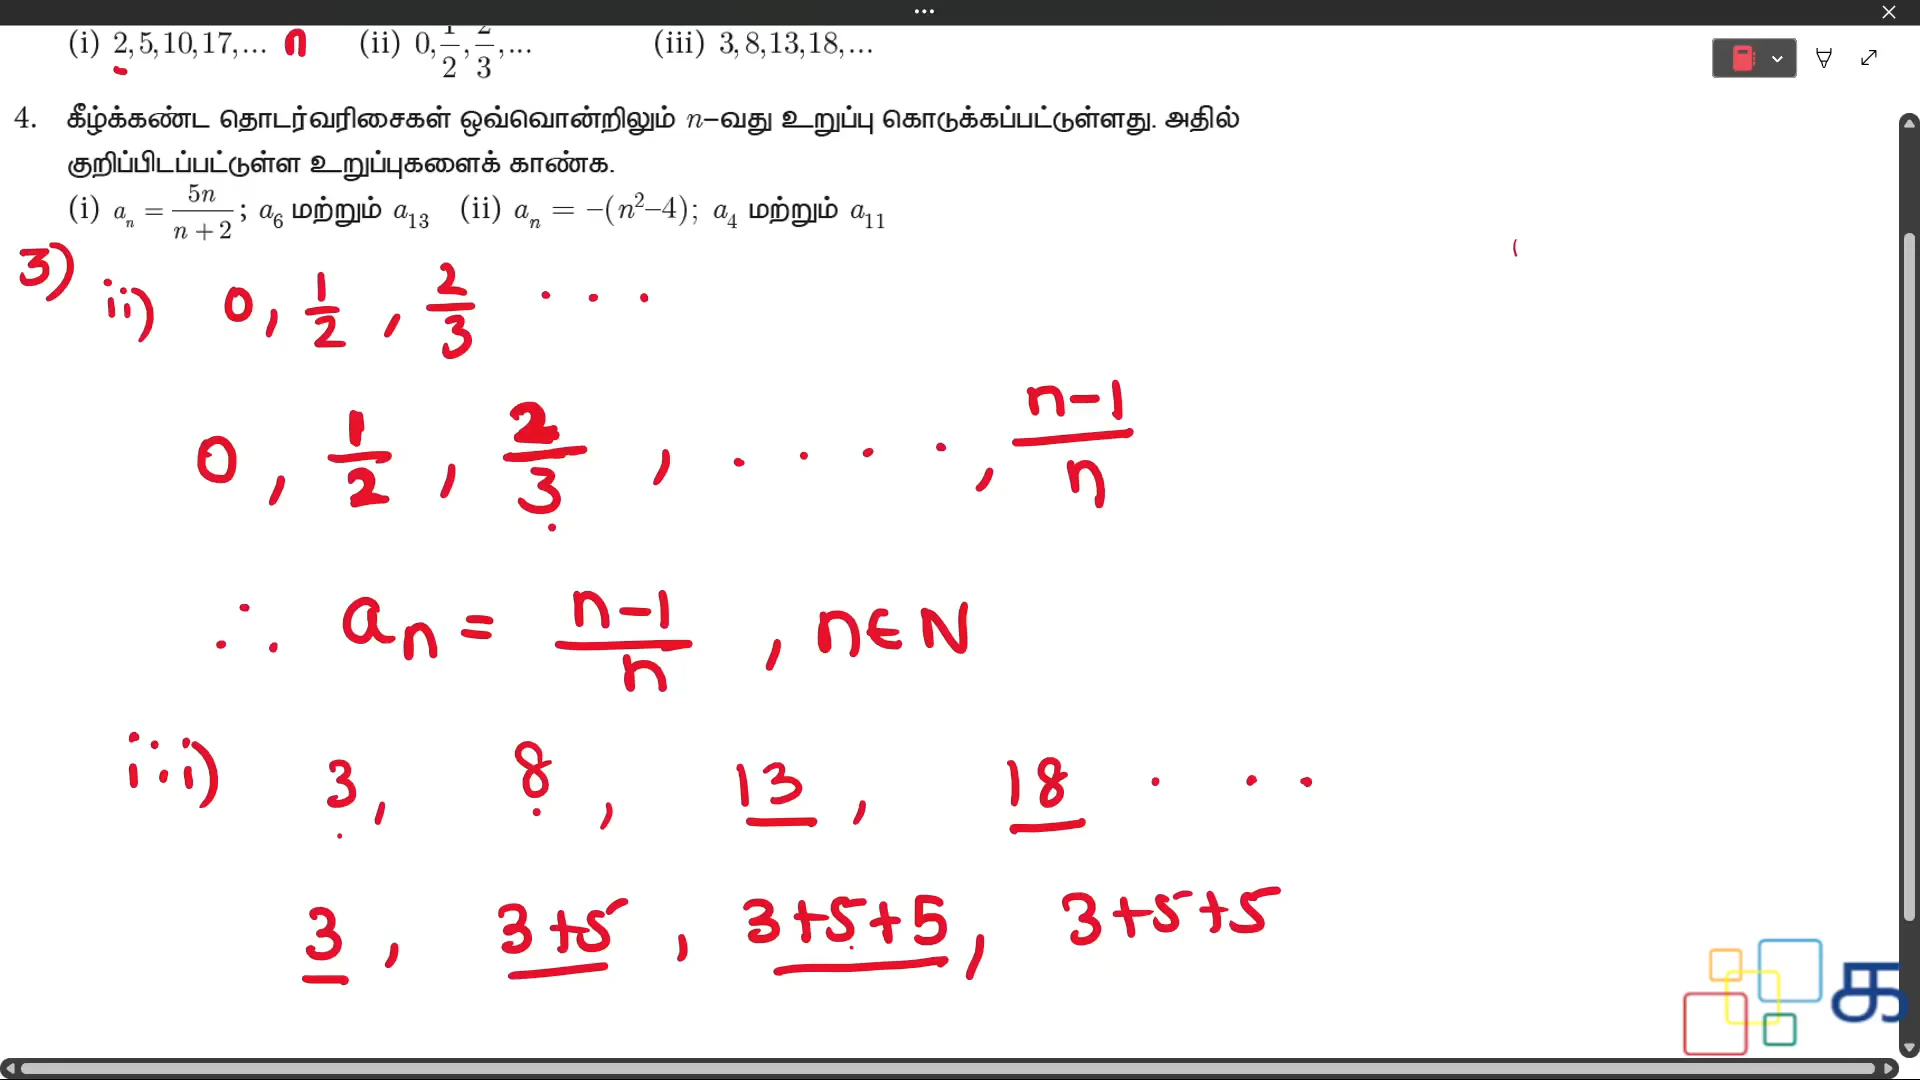 (i) 2,5,10,17,... n (ii) 0, 1/2, 2/3, ... (iii) 3,8,13,18,...
4. கீழ்க்கண்ட தொடர்வரிசைகள் ஒவ்வொன்றிலும் n–வது உறுப்பு கொடுக்கப்பட்டுள்ளது. அதில்
குறிப்பிடப்பட்டுள்ள உறுப்புகளைக் காண்க.
(i) aₙ = 5n/(n + 2); a₆ மற்றும் a₁₃ (ii) aₙ = –(n²–4); a₄ மற்றும் a₁₁
3)
ii) 0, 1/2, 2/3 ...
0, 1/2, 2/3, ...., (n-1)/n
∴ aₙ = (n-1)/n, n∈N
iii) 3, 8, 13, 18 ...
3, 3+5, 3+5+5, 3+5+5
க